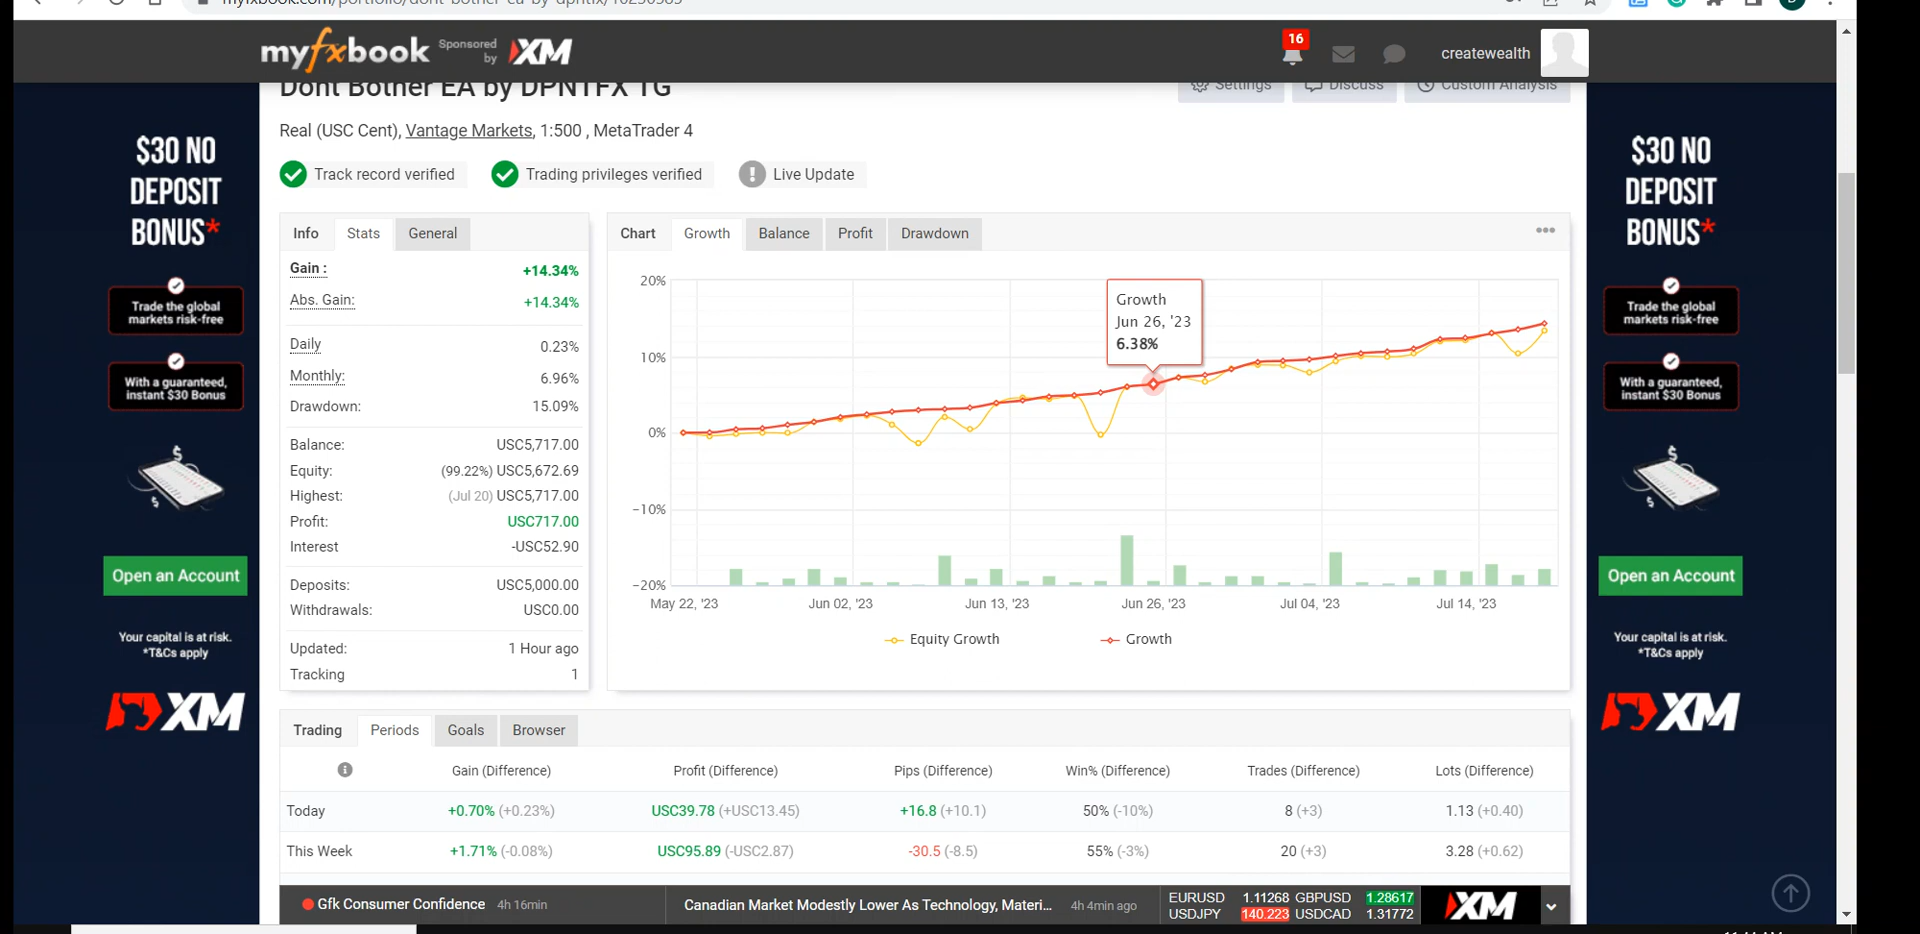 myfxbook Sponsored by XM
16
createwealth
Dont Bother EA by DPNTFX TG
Settings Discuss Custom Analysis
Real (USC Cent), Vantage Markets, 1:500 , MetaTrader 4
Track record verified Trading privileges verified Live Update
$30 NO
DEPOSIT
BONUS*
Trade the global
markets risk-free
With a guaranteed,
instant $30 Bonus
Open an Account
Your capital is at risk.
*T&Cs apply
XM
Info Stats General
Gain : +14.34%
Abs. Gain: +14.34%
Daily 0.23%
Monthly: 6.96%
Drawdown: 15.09%
Balance: USC5,717.00
Equity: (99.22%) USC5,672.69
Highest: (Jul 20) USC5,717.00
Profit: USC717.00
Interest -USC52.90
Deposits: USC5,000.00
Withdrawals: USC0.00
Updated: 1 Hour ago
Tracking 1
Chart Growth Balance Profit Drawdown
20%
10%
0%
-10%
-20%
Growth
Jun 26, '23
6.38%
May 22, '23 Jun 02, '23 Jun 13, '23 Jun 26, '23 Jul 04, '23 Jul 14, '23
Equity Growth Growth
$30 NO
DEPOSIT
BONUS*
Trade the global
markets risk-free
With a guaranteed,
instant $30 Bonus
Open an Account
Your capital is at risk.
*T&Cs apply
XM
Trading Periods Goals Browser
Gain (Difference) Profit (Difference) Pips (Difference) Win% (Difference) Trades (Difference) Lots (Difference)
Today +0.70% (+0.23%) USC39.78 (+USC13.45) +16.8 (+10.1) 50% (-10%) 8 (+3) 1.13 (+0.40)
This Week +1.71% (-0.08%) USC95.89 (-USC2.87) -30.5 (-8.5) 55% (-3%) 20 (+3) 3.28 (+0.62)
Gfk Consumer Confidence 4h 16min
Canadian Market Modestly Lower As Technology, Materi... 4h 4min ago
EURUSD 1.11268 GBPUSD 1.28617
USDJPY 140.223 USDCAD 1.31772
XM